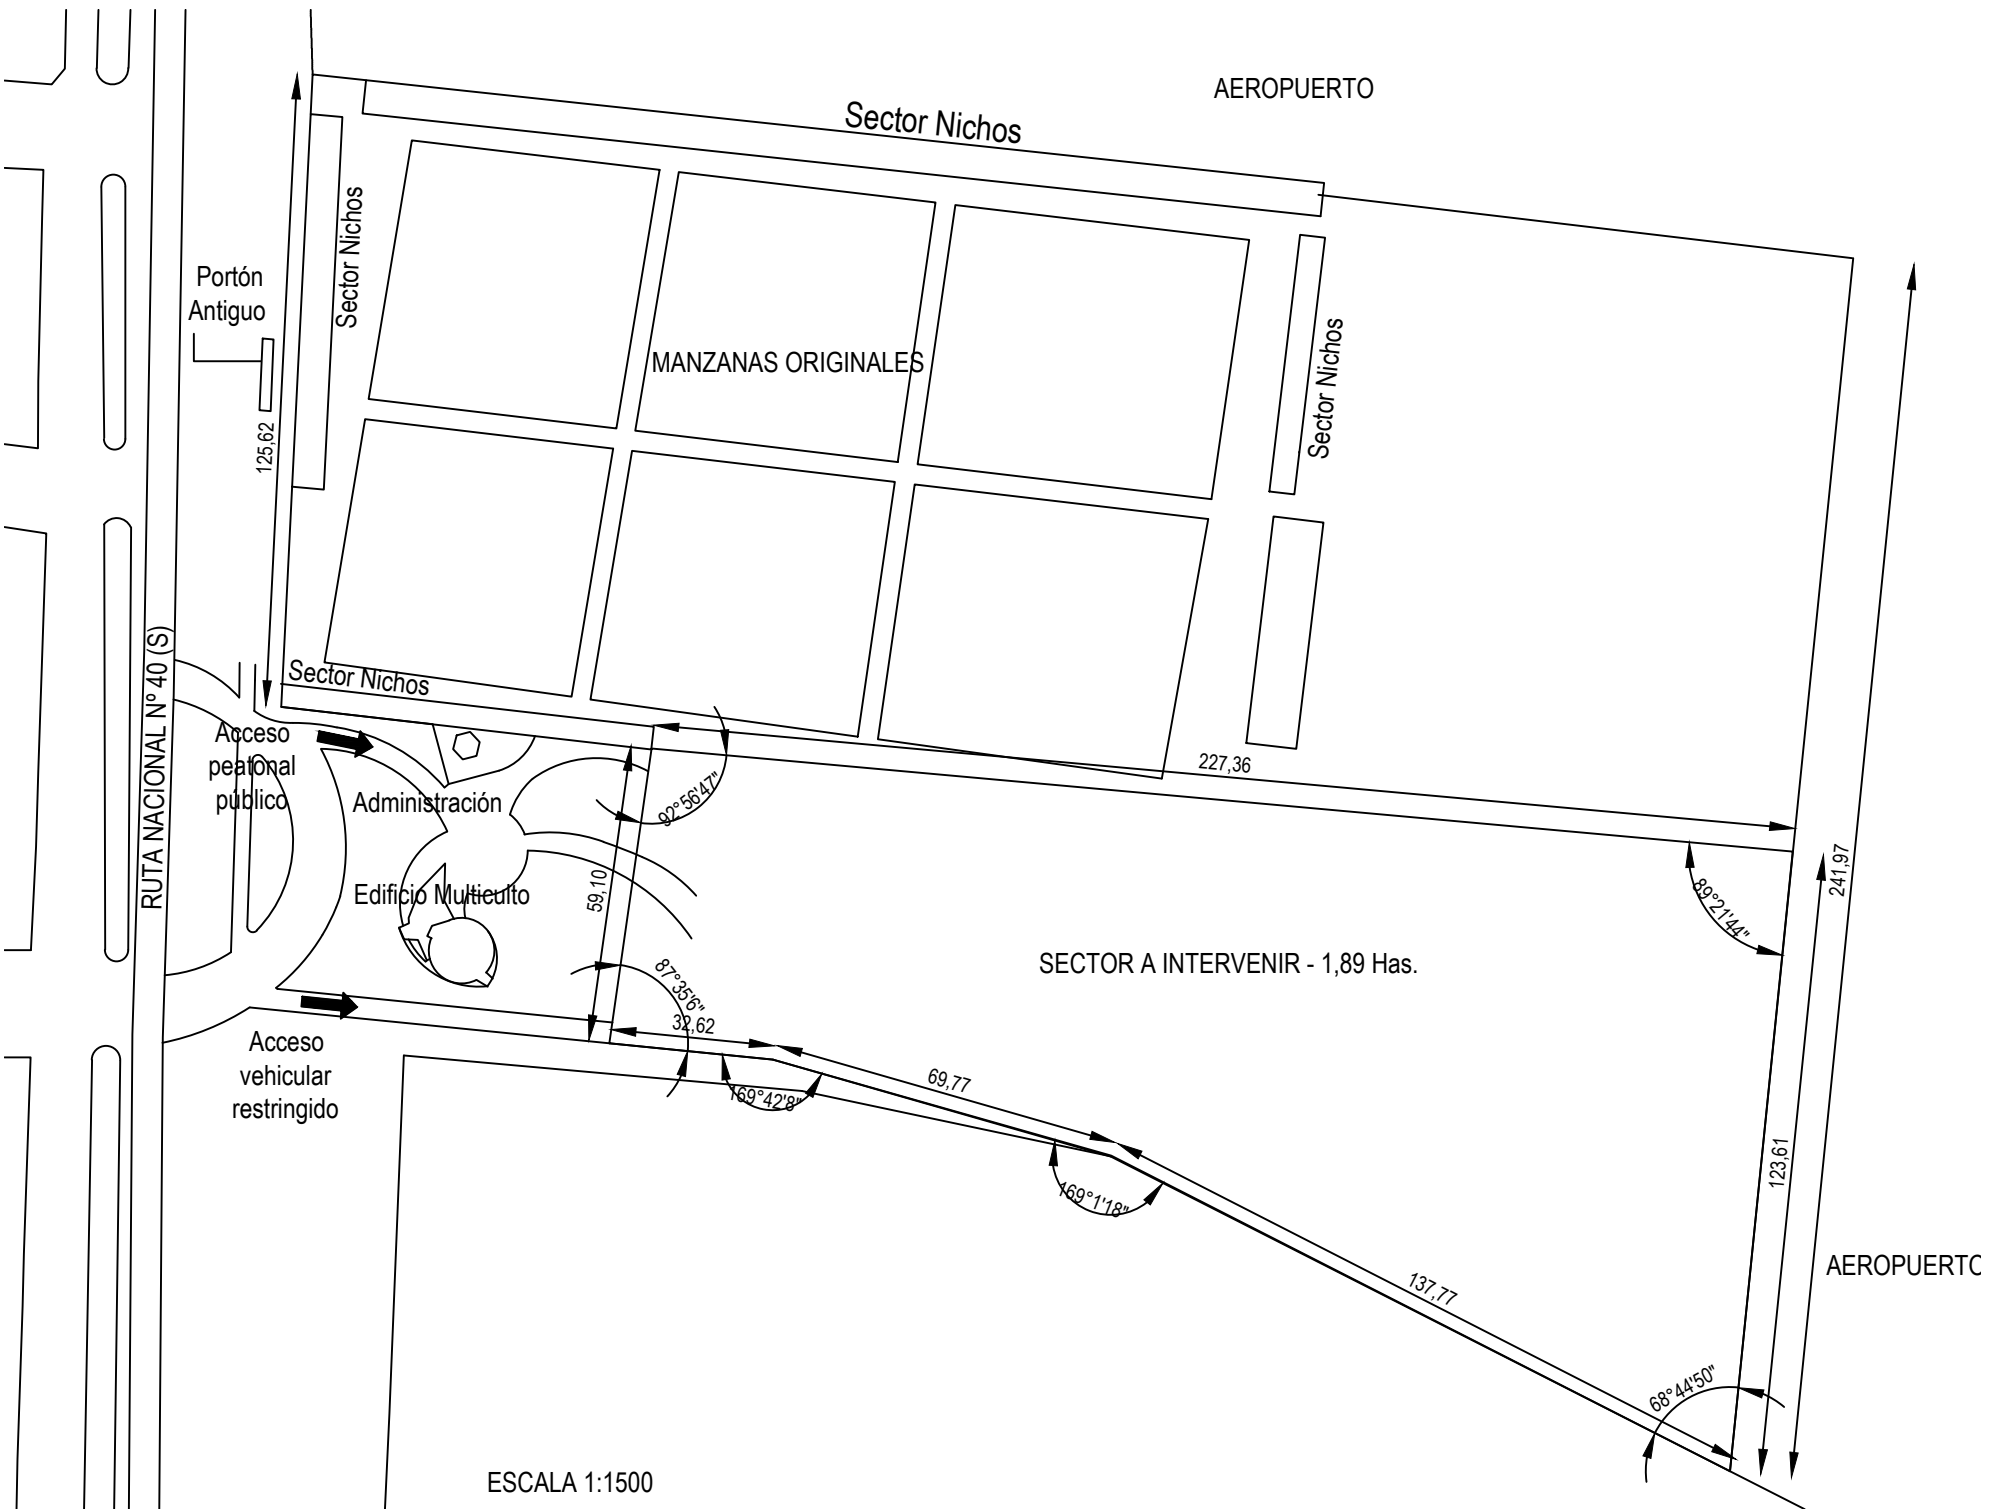 AEROPUERTO
Sector Nichos
Sector Nichos
Portón
Antiguo
Sector Nichos
MANZANAS ORIGINALES
125,62
RUTA NACIONAL Nº 40 (S)
Sector Nichos
Acceso
peatonal
público
227,36
92°56'47"
Administración
Edificio Multiculto
59,10
241,97
89°21'44"
SECTOR A INTERVENIR - 1,89 Has.
87°35'6"
32,62
Acceso
vehicular
restringido
69,77
169°42'8"
123,61
169°1'18"
AEROPUERTO
137,77
68°44'50"
ESCALA 1:1500